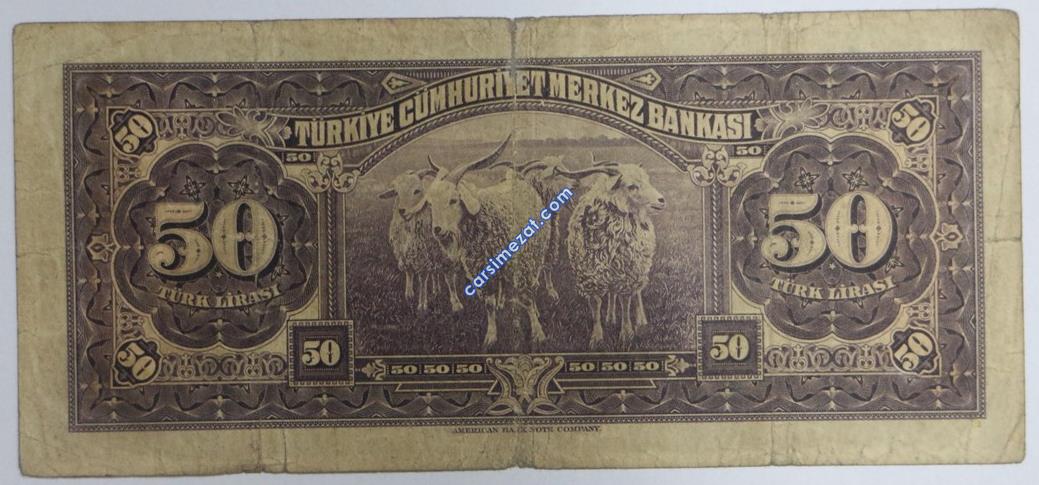 TÜRKİYE CÜMHURİYET MERKEZ BANKASI
50 50
50 50
50 50
TÜRK LİRASI TÜRK LİRASI
carsimezat.com
50 50
50 50
50 50 50 50 50 50
AMERICAN BANK NOTE COMPANY.